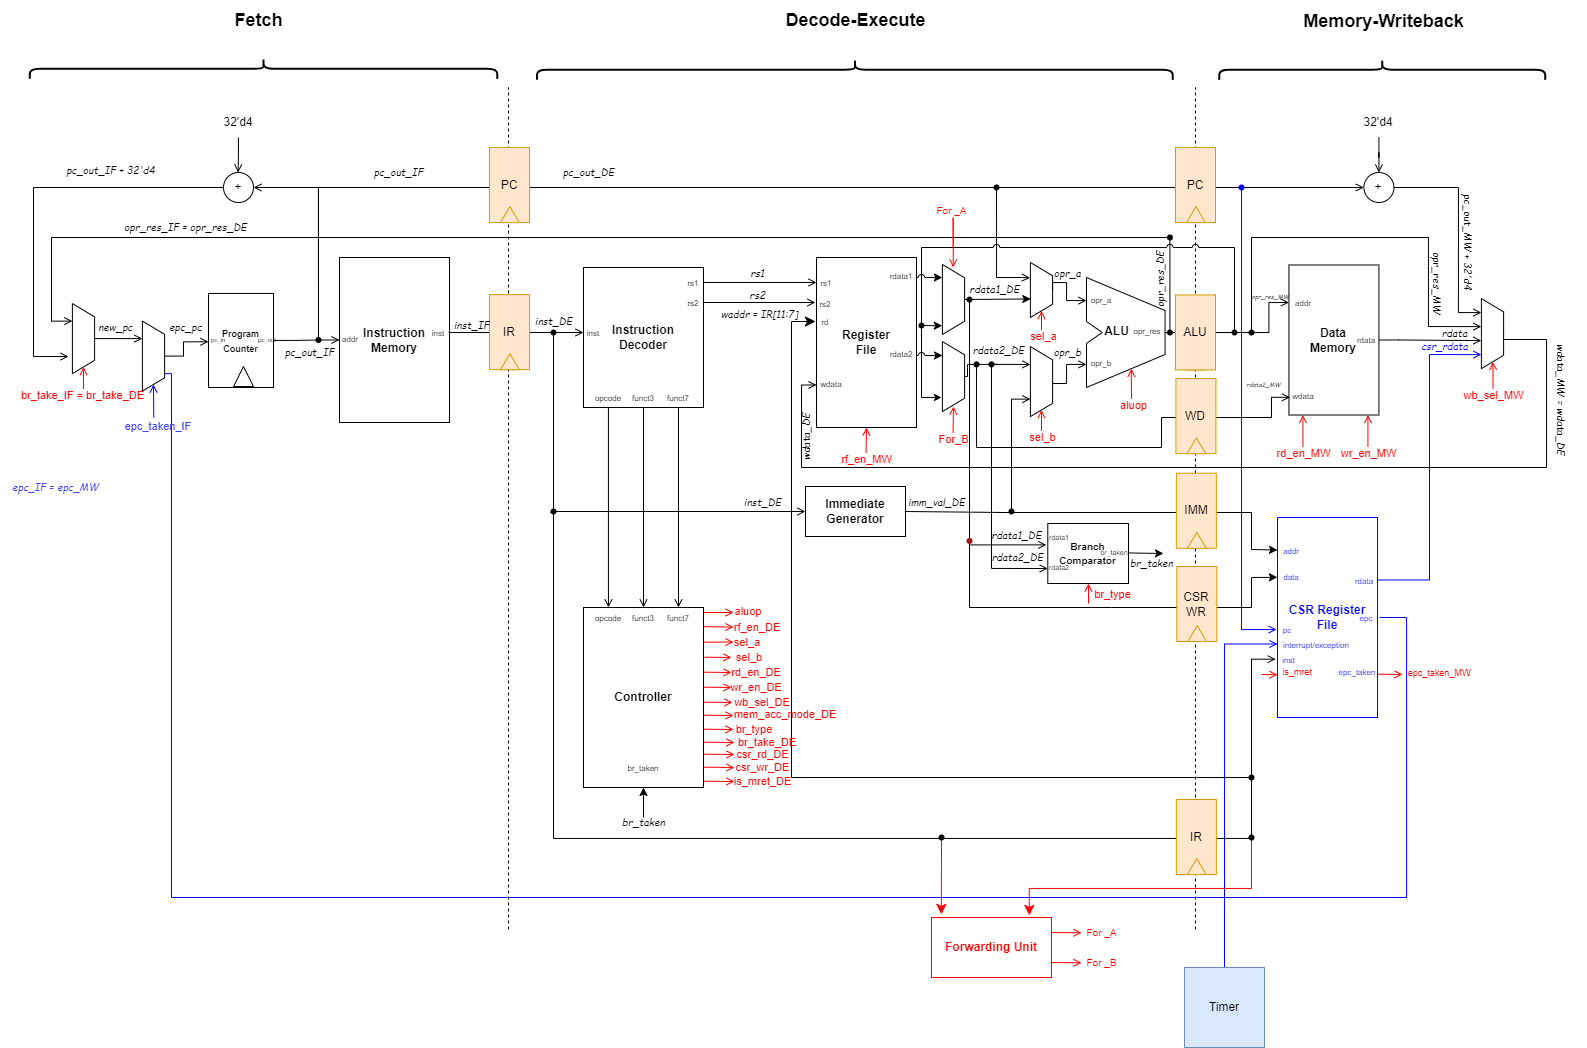 Fetch
Decode-Execute
Memory-Writeback
32'd4
32'd4
pc_out_IF + 32'd4
+
pc_out_IF
PC
pc_out_DE
PC
+
pc_out_MW + 32'd4
opr_res_IF = opr_res_DE
For _A
opr_res_DE
opr_res_MW
new_pc
epc_pc
Program
Counter
pc_in
pc_out
pc_out_IF
addr
Instruction
Memory
inst
inst_IF
IR
inst_DE
inst
Instruction
Decoder
rs1
rs2
opcode
funct3
funct7
rs1
rs2
waddr = IR[11:7]
rs1
rs2
rd
wdata
Register
File
rdata1
rdata2
rdata1_DE
rdata2_DE
opr_a
opr_b
sel_a
sel_b
opr_a
opr_b
ALU
opr_res
aluop
ALU
opr_res_MW
addr
Data
Memory
rdata
wdata
rdata2_MW
WD
rdata
csr_rdata
wb_sel_MW
wdata_MW = wdata_DE
rd_en_MW
wr_en_MW
br_take_IF = br_take_DE
epc_taken_IF
epc_IF = epc_MW
wdata_DE
rf_en_MW
For_B
inst_DE
Immediate
Generator
imm_val_DE
IMM
rdata1_DE
rdata2_DE
rdata1
rdata2
Branch
Comparator
br_taken
br_taken
br_type
CSR
WR
addr
data
CSR Register
File
rdata
epc
pc
interrupt/exception
inst
is_mret
epc_taken
epc_taken_MW
opcode
funct3
funct7
Controller
br_taken
br_taken
aluop
rf_en_DE
sel_a
sel_b
rd_en_DE
wr_en_DE
wb_sel_DE
mem_acc_mode_DE
br_type
br_take_DE
csr_rd_DE
csr_wr_DE
is_mret_DE
IR
Forwarding Unit
For _A
For _B
Timer